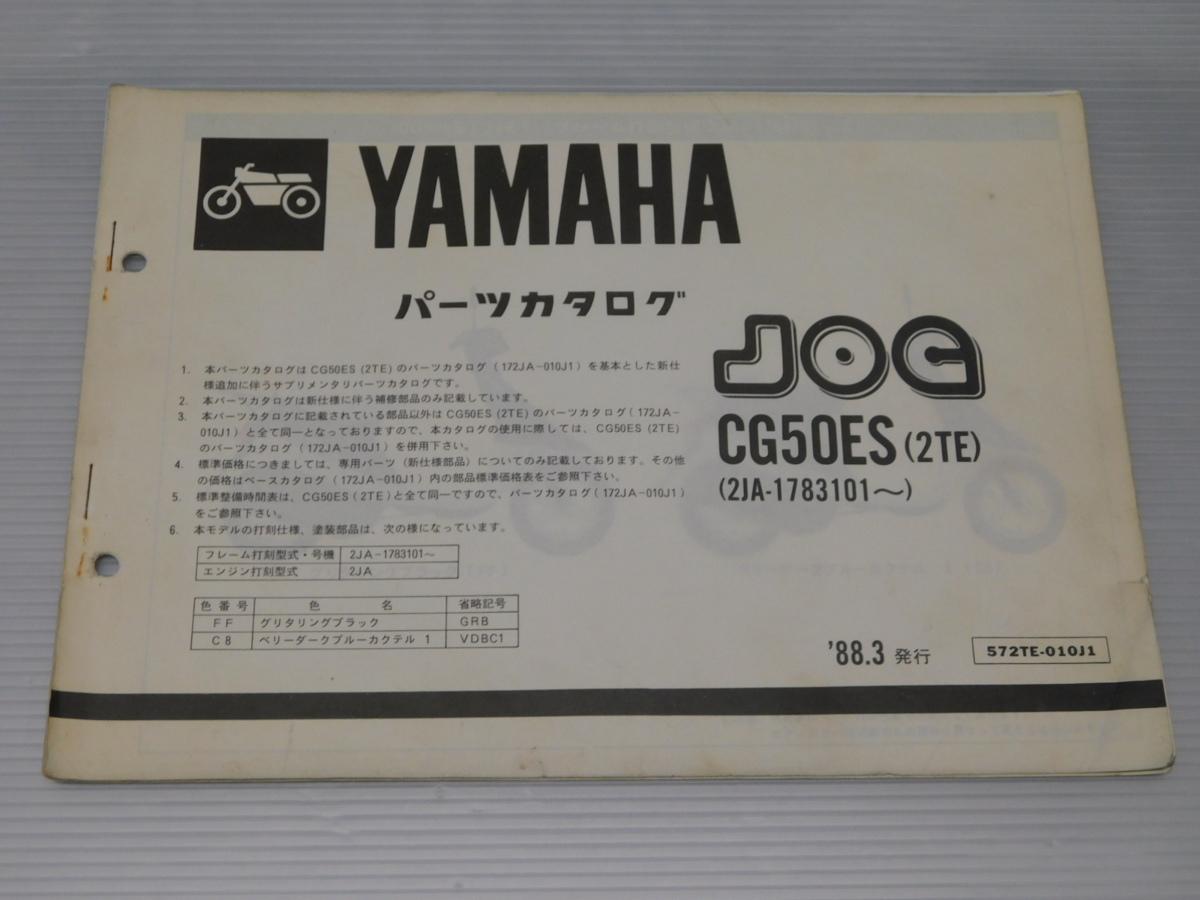 YAMAHA
パーツカタログ
JOG
CG50ES (2TE)
(2JA-1783101〜)
1. 本パーツカタログは CG50ES (2TE) のパーツカタログ (172JA-010J1) を基本とした新仕
様追加に伴うサプリメンタリパーツカタログです。
2. 本パーツカタログは新仕様に伴う補修部品のみ記載しています。
3. 本パーツカタログに記載されている部品以外は CG50ES (2TE) のパーツカタログ (172JA-
010J1) と全て同一となっておりますので、本カタログの使用に際しては、CG50ES (2TE)
のパーツカタログ (172JA-010J1) を併用下さい。
4. 標準価格につきましては、専用パーツ (新仕様部品) についてのみ記載しております。その他
の価格はベースカタログ (172JA-010J1) 内の部品標準価格表をご参照下さい。
5. 標準整備時間表は、CG50ES (2TE) と全て同一ですので、パーツカタログ (172JA-010J1)
をご参照下さい。
6. 本モデルの打刻仕様、塗装部品は、次の様になっています。
フレーム打刻型式・号機 2JA-1783101〜
エンジン打刻型式 2JA
色番号 色名 省略記号
FF グリタリングブラック GRB
C8 ベリーダークブルーカクテル 1 VDBC1
'88.3 発行
572TE-010J1